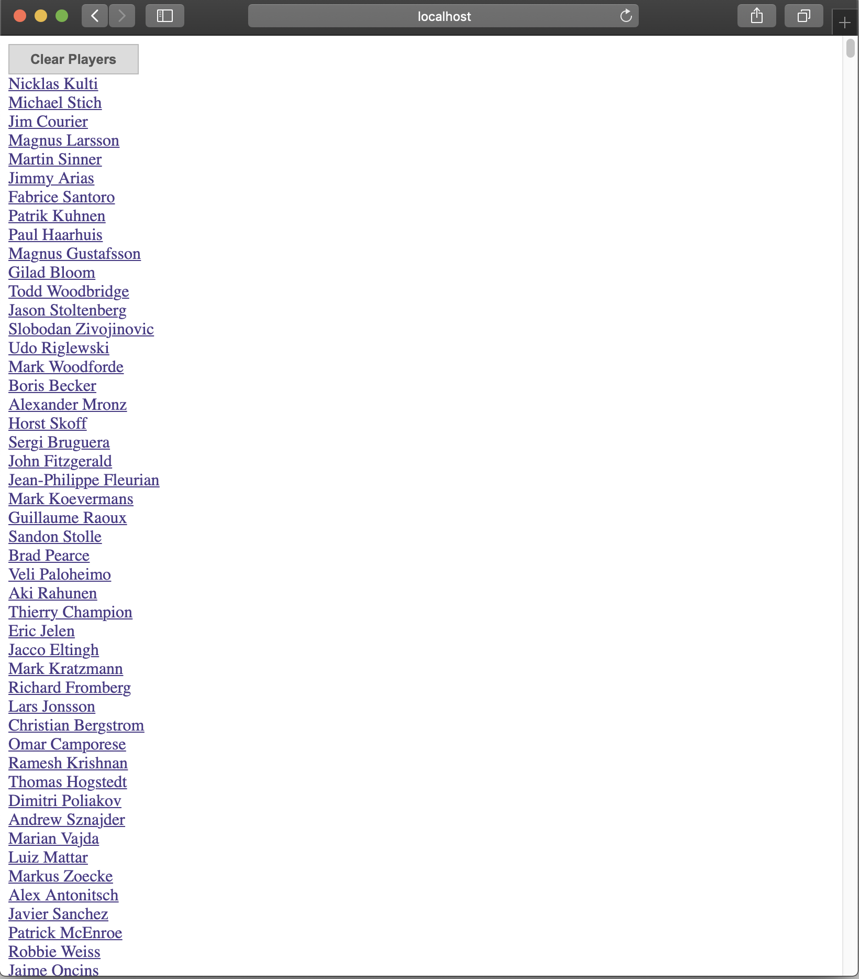 localhost
Clear Players
Nicklas Kulti
Michael Stich
Jim Courier
Magnus Larsson
Martin Sinner
Jimmy Arias
Fabrice Santoro
Patrik Kuhnen
Paul Haarhuis
Magnus Gustafsson
Gilad Bloom
Todd Woodbridge
Jason Stoltenberg
Slobodan Zivojinovic
Udo Riglewski
Mark Woodforde
Boris Becker
Alexander Mronz
Horst Skoff
Sergi Bruguera
John Fitzgerald
Jean-Philippe Fleurian
Mark Koevermans
Guillaume Raoux
Sandon Stolle
Brad Pearce
Veli Paloheimo
Aki Rahunen
Thierry Champion
Eric Jelen
Jacco Eltingh
Mark Kratzmann
Richard Fromberg
Lars Jonsson
Christian Bergstrom
Omar Camporese
Ramesh Krishnan
Thomas Hogstedt
Dimitri Poliakov
Andrew Sznajder
Marian Vajda
Luiz Mattar
Markus Zoecke
Alex Antonitsch
Javier Sanchez
Patrick McEnroe
Robbie Weiss
Jaime Oncins